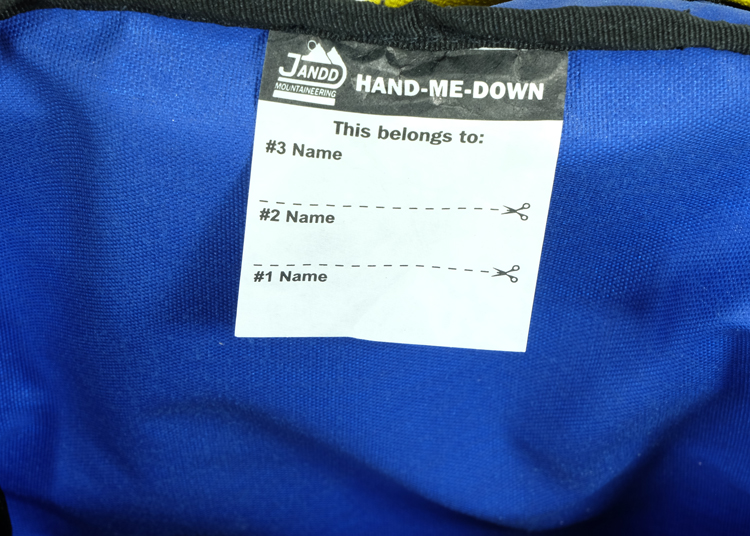 JANDD
MOUNTAINEERING
HAND-ME-DOWN
This belongs to:
#3 Name
#2 Name
#1 Name